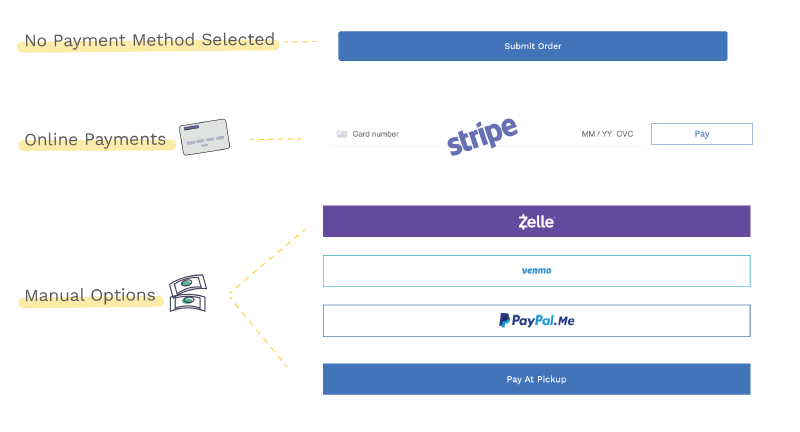 No Payment Method Selected
Submit Order
Online Payments
Card number
stripe
MM / YY CVC
Pay
Zelle
venmo
Manual Options
PayPal.Me
Pay At Pickup